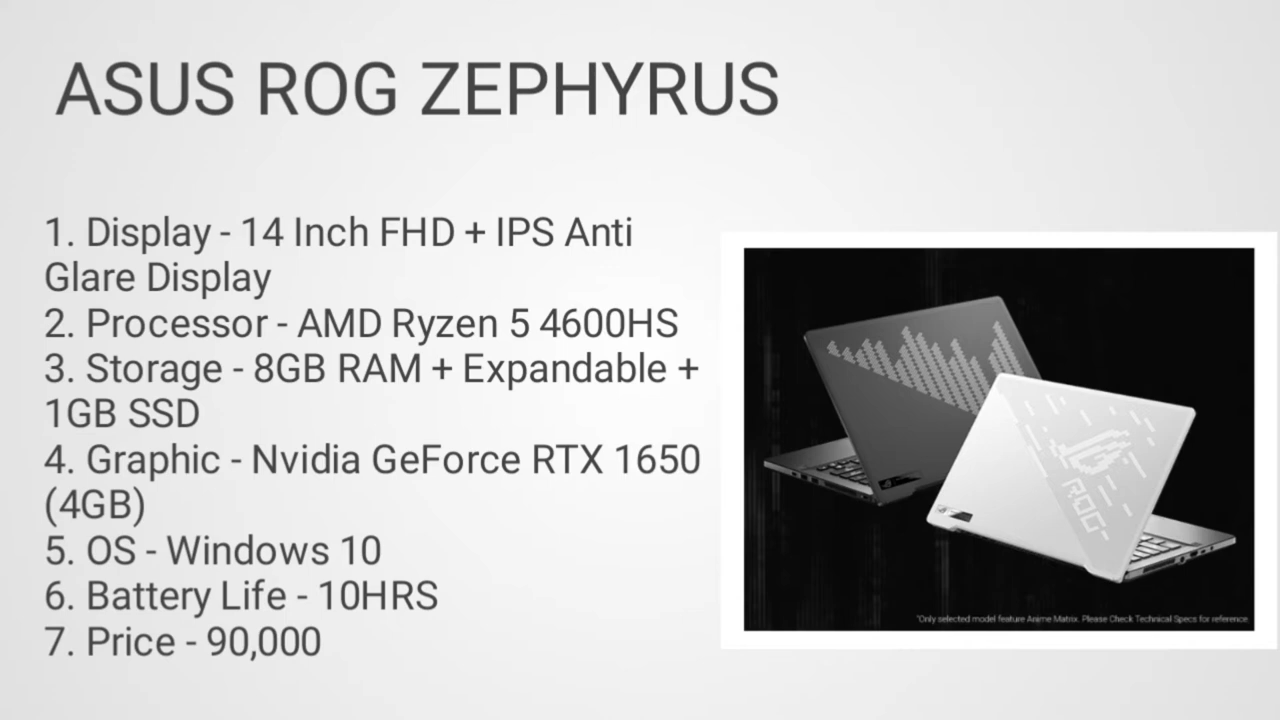 ASUS ROG ZEPHYRUS
1. Display - 14 Inch FHD + IPS Anti
Glare Display
2. Processor - AMD Ryzen 5 4600HS
3. Storage - 8GB RAM + Expandable +
1GB SSD
4. Graphic - Nvidia GeForce RTX 1650
(4GB)
5. OS - Windows 10
6. Battery Life - 10HRS
7. Price - 90,000
ROG
*Only selected model feature Anime Matrix. Please Check Technical Specs for reference.